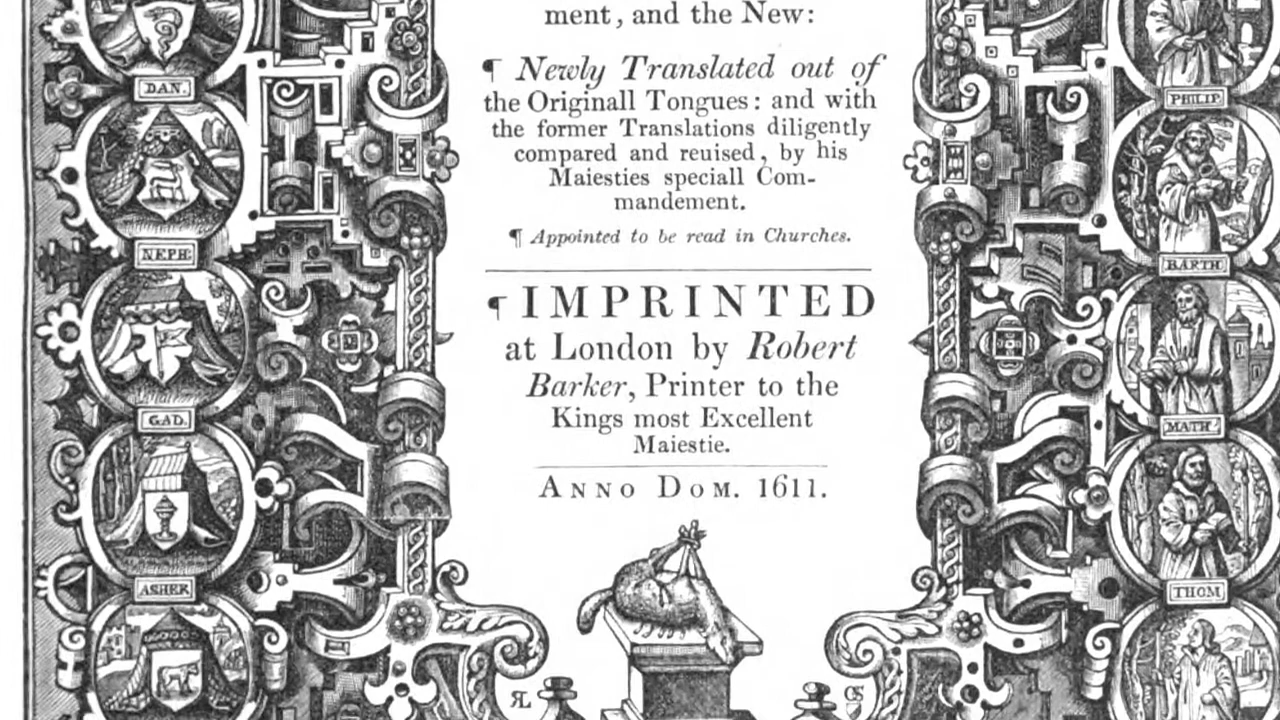 ment, and the New:
¶ Newly Translated out of
the Originall Tongues: and with
the former Translations diligently
compared and reuised, by his
Maiesties speciall Com-
mandement.
¶ Appointed to be read in Churches.
¶ IMPRINTED
at London by Robert
Barker, Printer to the
Kings most Excellent
Maiestie.
ANNO DOM. 1611.
DAN.
NEPH:
GAD.
ASHER
PHILIP
BARTH
MATH
THOM